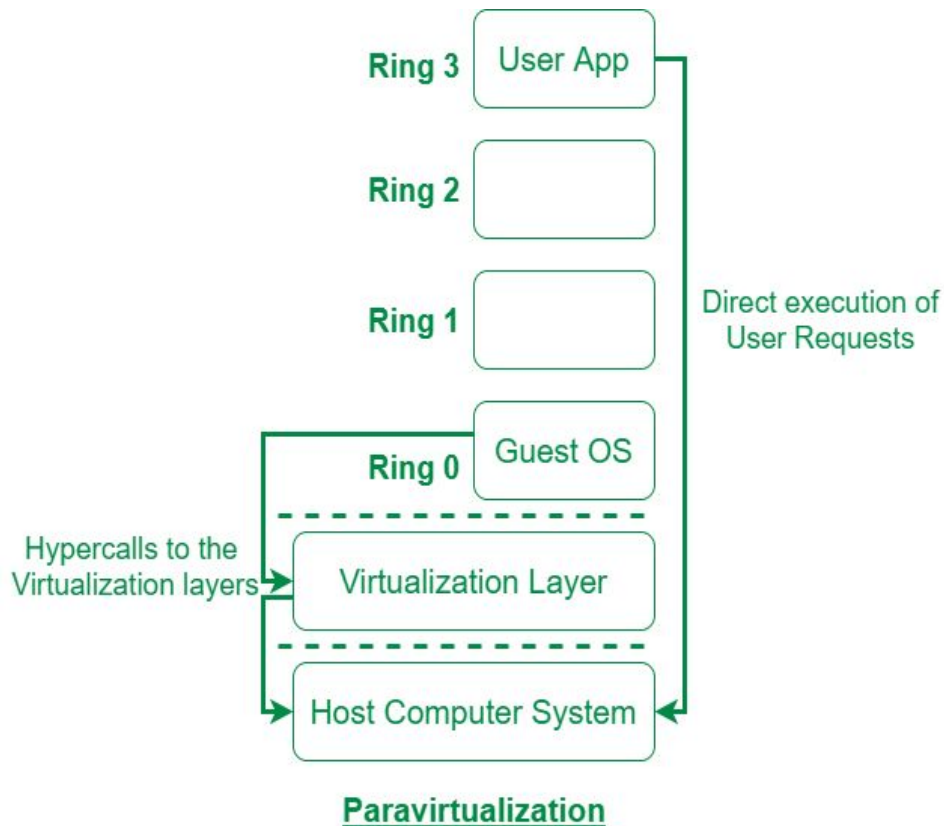 Ring 3
User App
Ring 2
Ring 1
Direct execution of
User Requests
Ring 0
Guest OS
Hypercalls to the
Virtualization layers
Virtualization Layer
Host Computer System
Paravirtualization